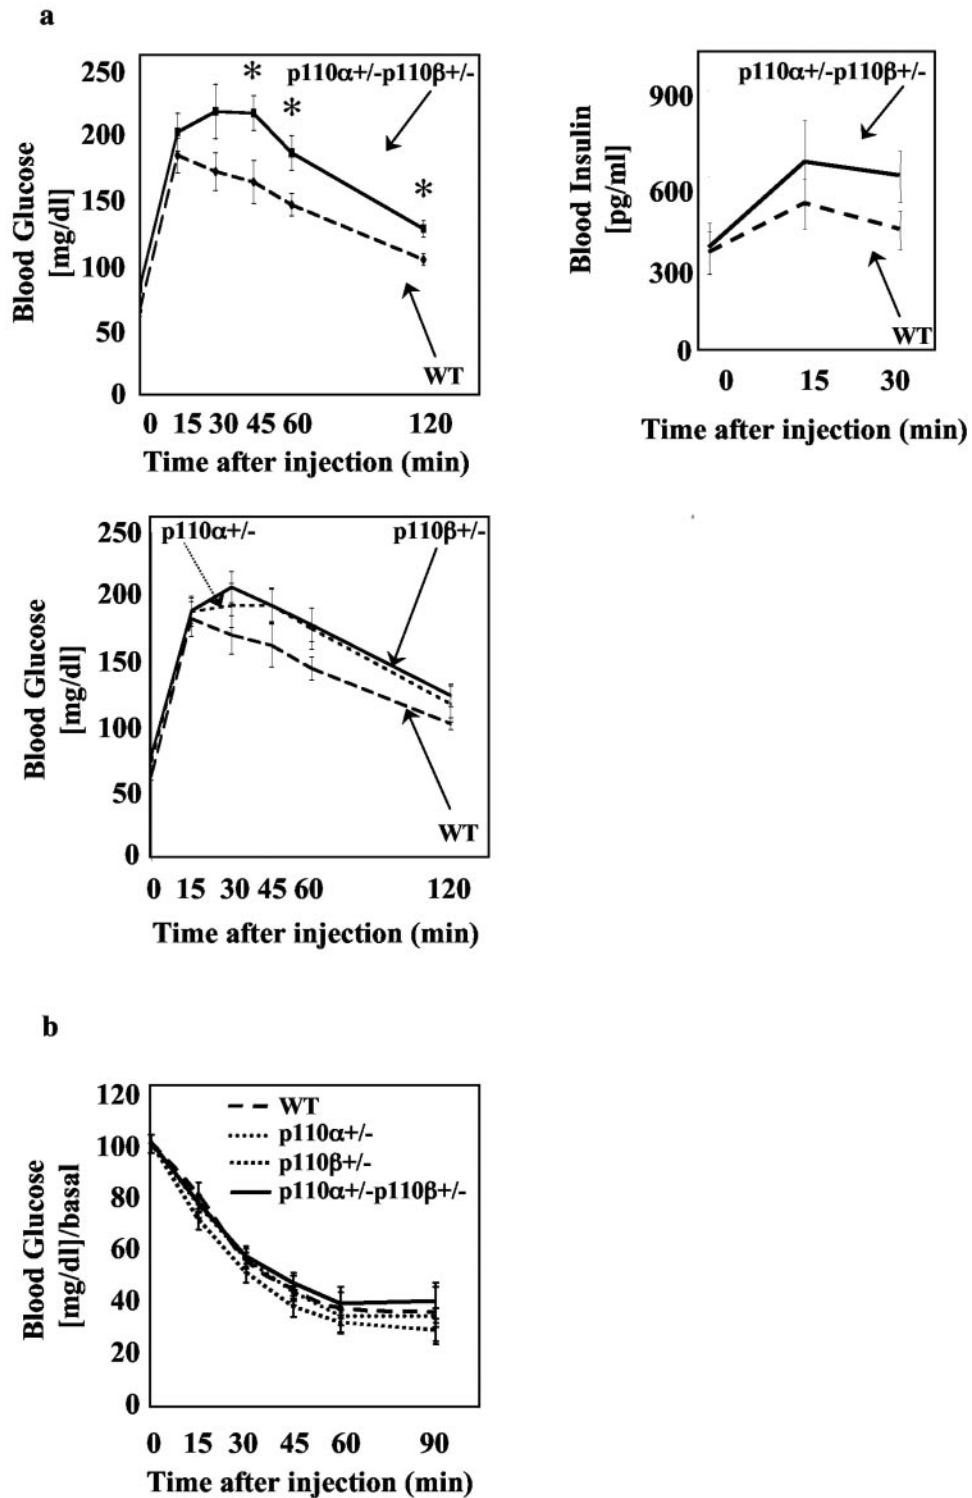 a
250
200
150
100
50
0
Blood Glucose
[mg/dl]
p110α+/-p110β+/-
*
*
*
WT
0 15 30 45 60 120
Time after injection (min)
900
600
300
0
Blood Insulin
[pg/ml]
p110α+/-p110β+/-
WT
0 15 30
Time after injection (min)
250
200
150
100
50
0
Blood Glucose
[mg/dl]
p110α+/- p110β+/-
WT
0 15 30 45 60 120
Time after injection (min)
b
120
100
80
60
40
20
0
Blood Glucose
[mg/dl]/basal
WT
p110α+/-
p110β+/-
p110α+/-p110β+/-
0 15 30 45 60 90
Time after injection (min)